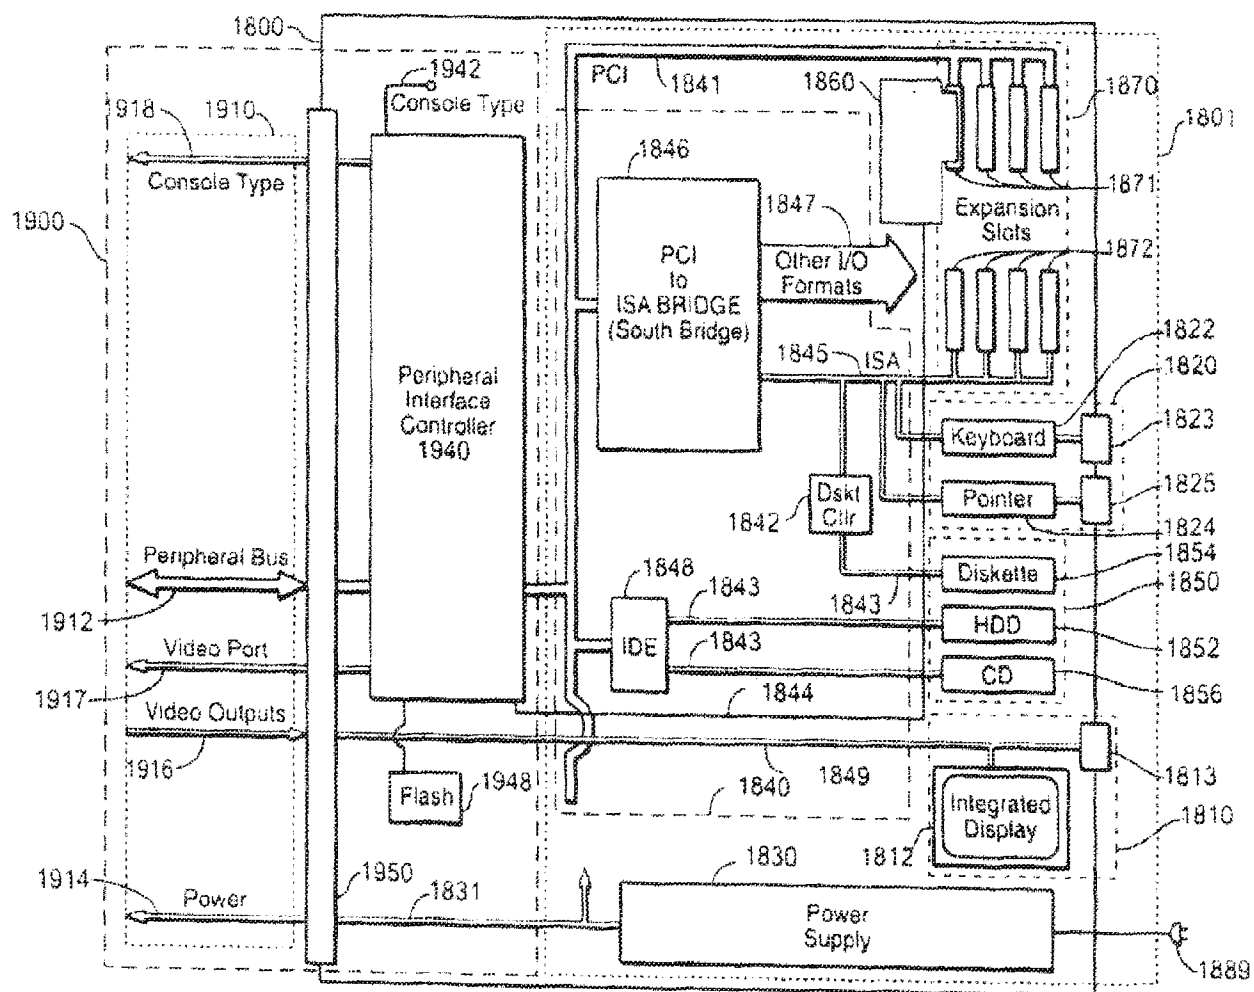 1800
1942
Console Type
PCI
1841
1860
1870
1801
1918
1910
Console Type
1846
1871
Expansion
Slots
1847
1900
PCI
to
ISA BRIDGE
(South Bridge)
Other I/O
Formats
1872
1845
ISA
1822
1820
Peripheral
Interface
Controller
1940
Keyboard
1823
Dskt
Ctlr
1842
Pointer
1825
1824
Peripheral Bus
1912
1848
1843
1843
Diskette
1854
1850
IDE
HDD
1852
1843
CD
1856
Video Port
1917
1844
Video Outputs
1916
1849
1813
Flash
1948
1840
Integrated
Display
1812
1810
1914
Power
1950
1831
1830
Power
Supply
1889